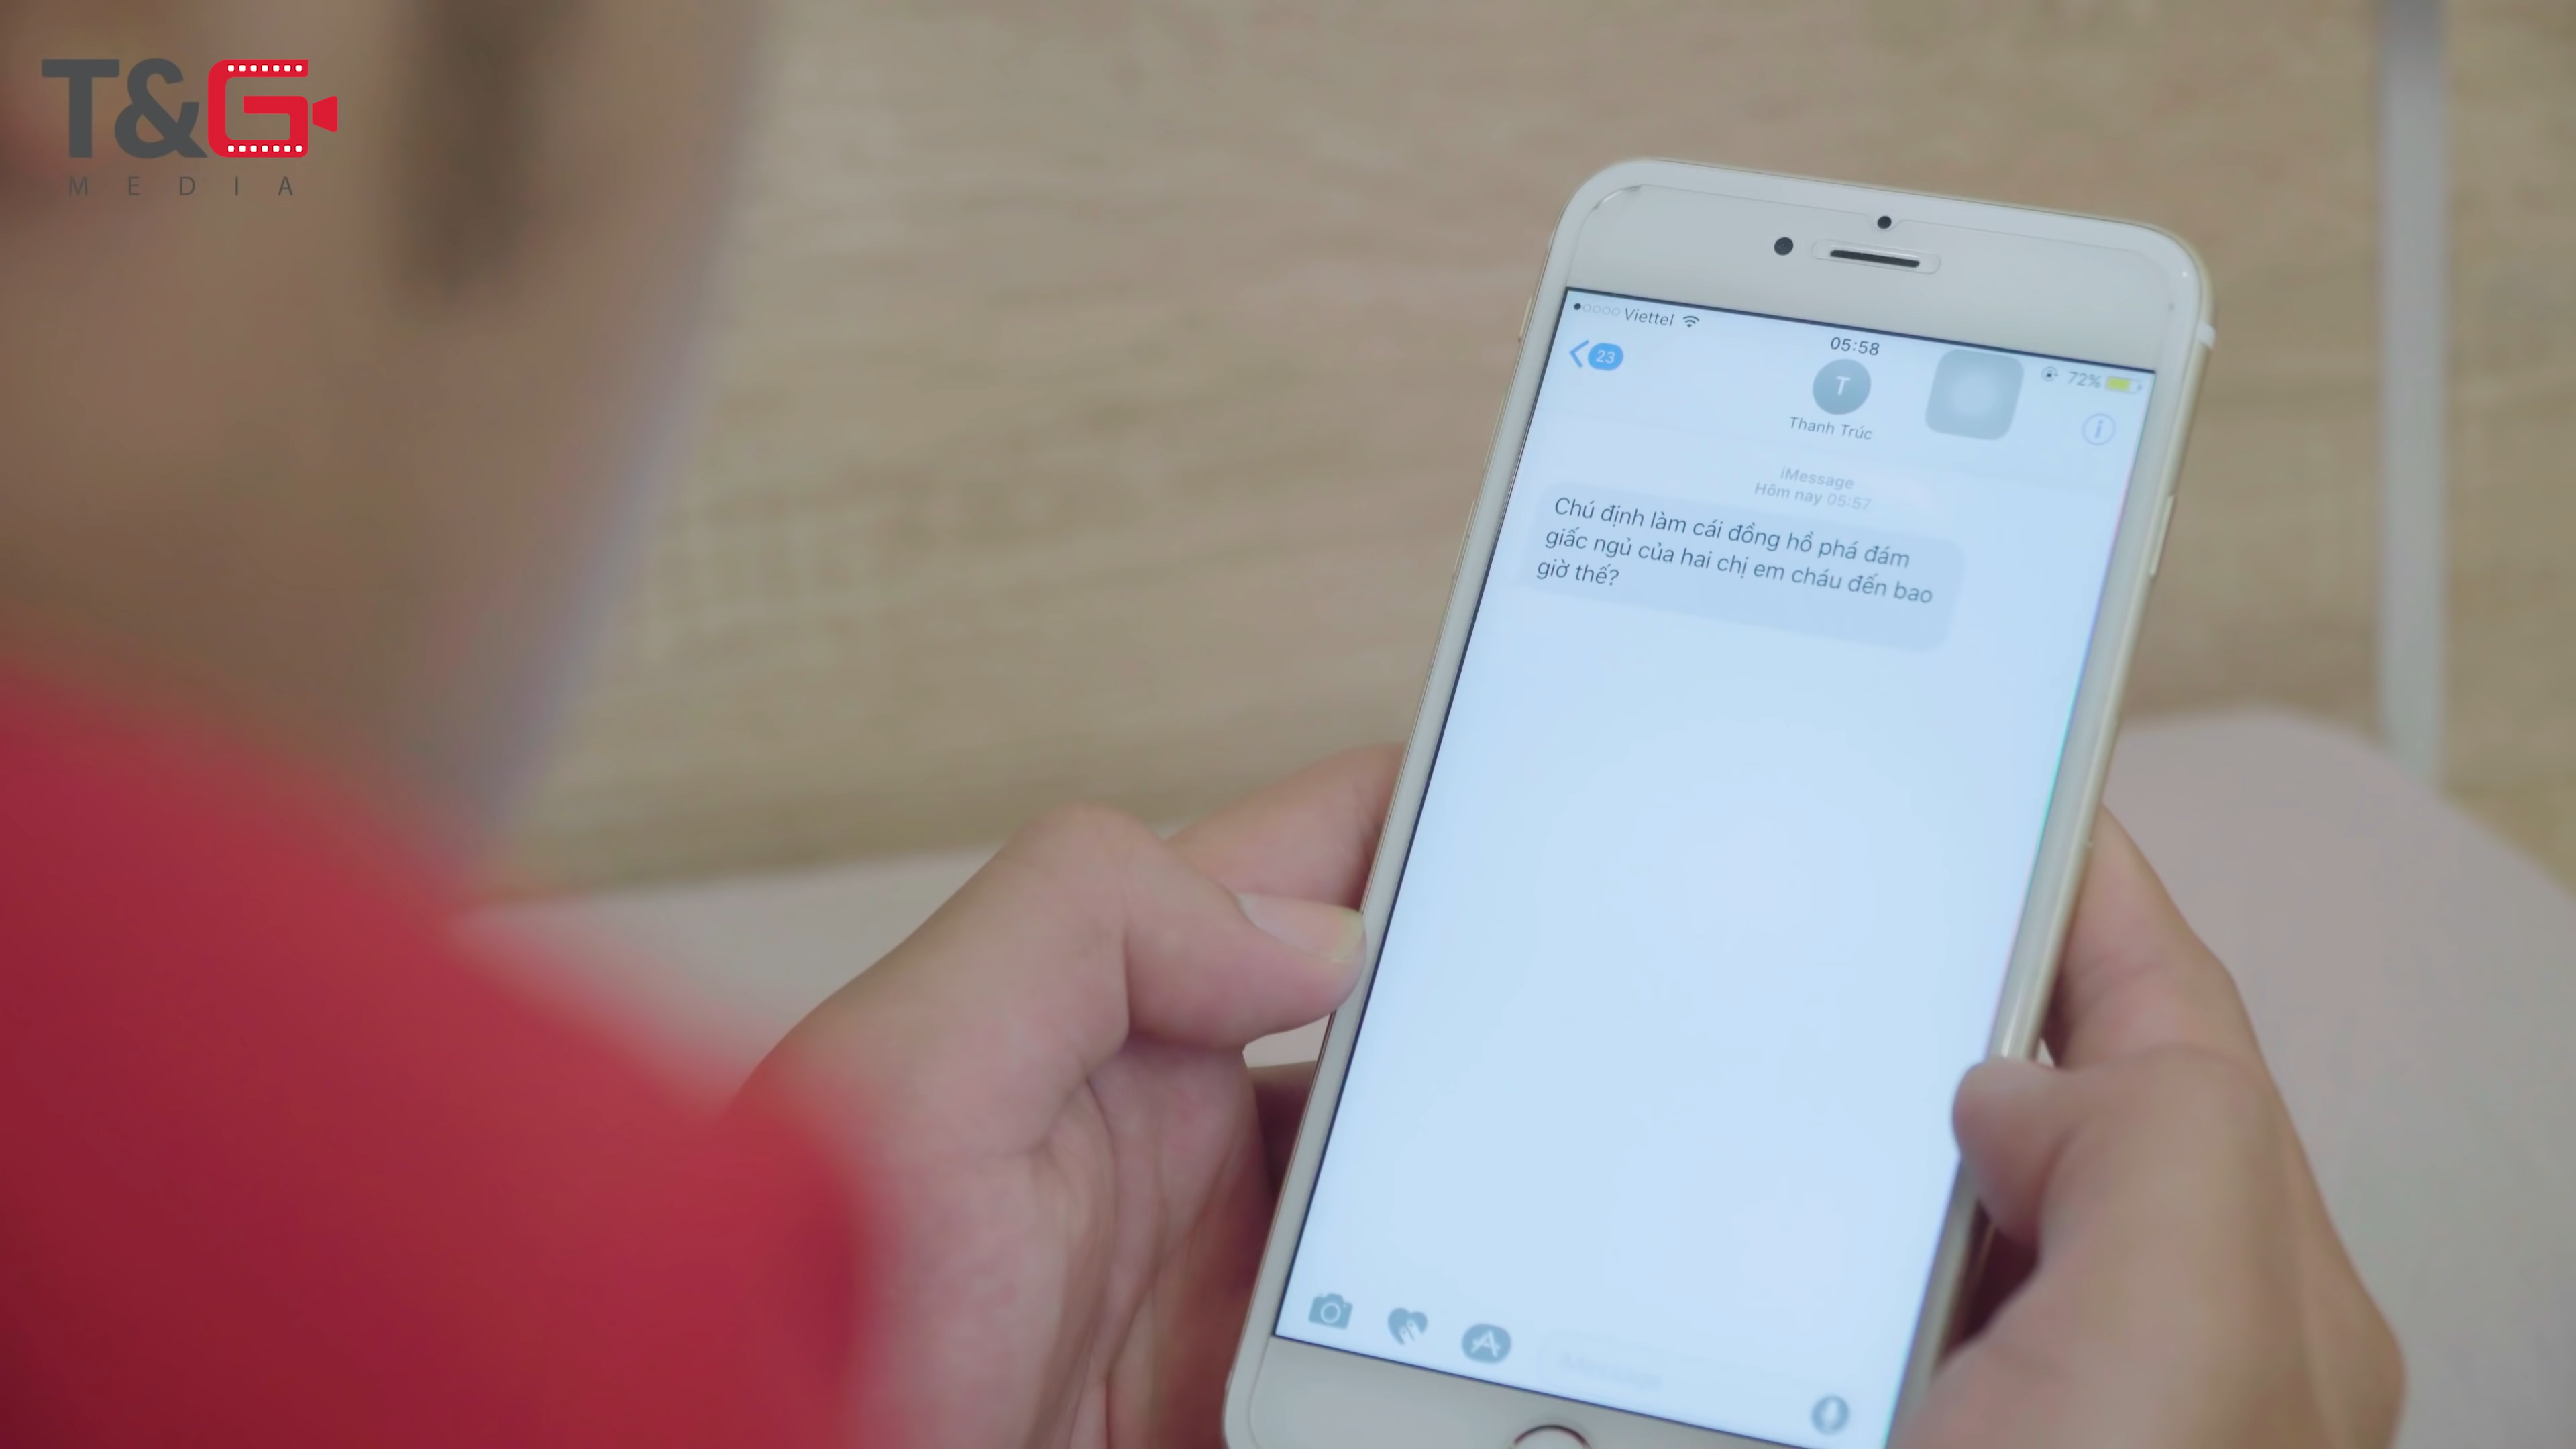 T&G
MEDIA
Viettel
05:58
72%
23
T
Thanh Trúc
iMessage
Hôm nay 05:57
Chú định làm cái đồng hồ phá đám
giấc ngủ của hai chị em cháu đến bao
giờ thế?
iMessage